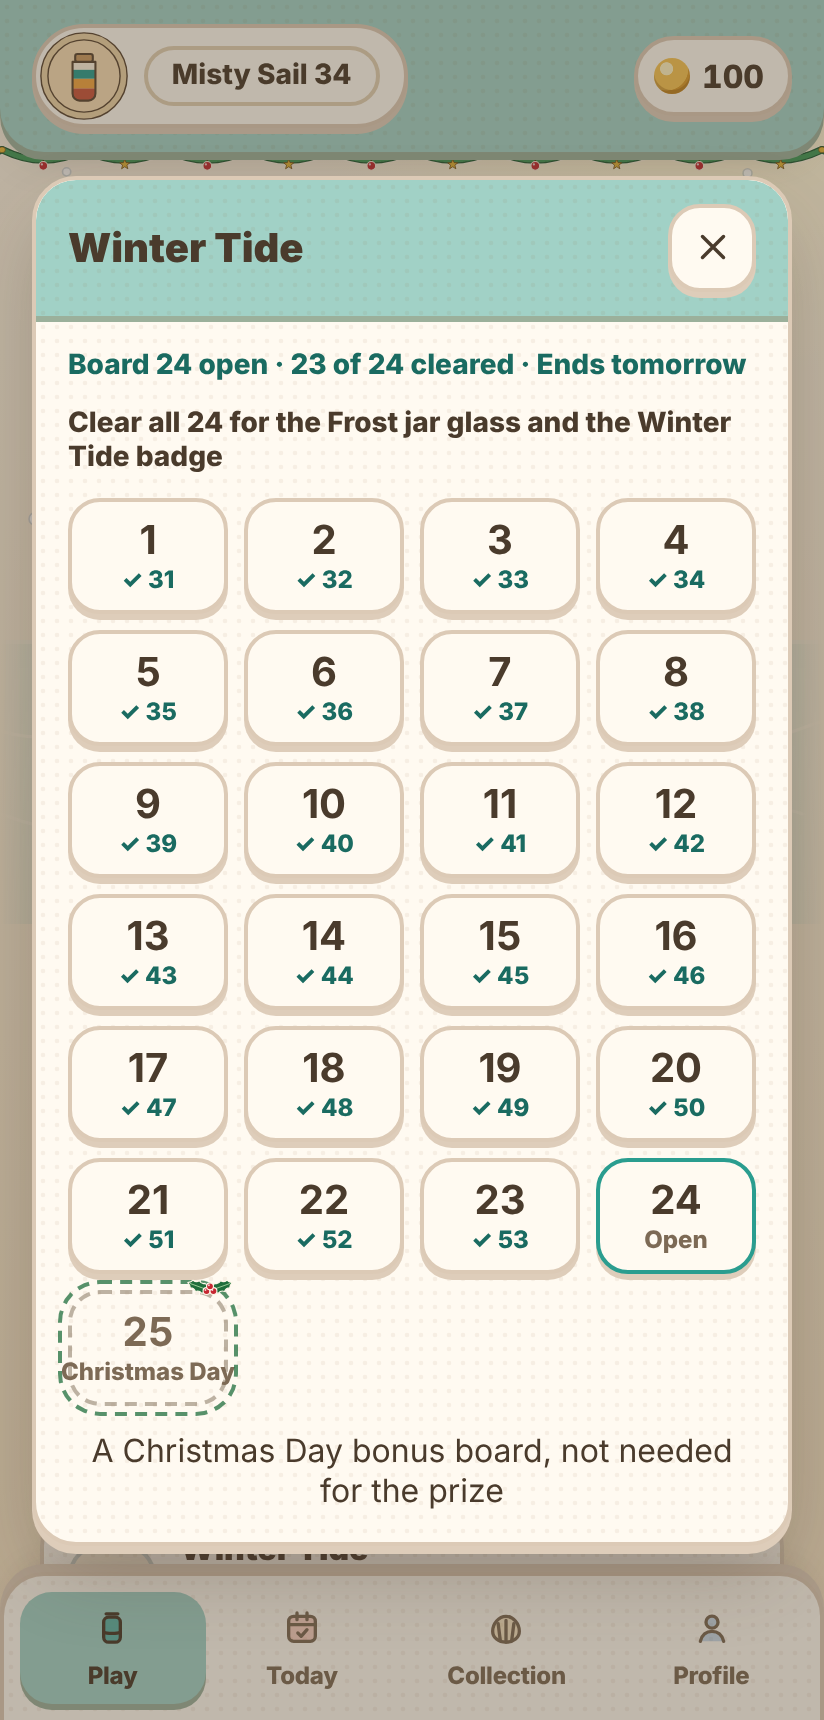 Misty Sail 34
100
Winter Tide
Board 24 open · 23 of 24 cleared · Ends tomorrow
Clear all 24 for the Frost jar glass and the Winter
Tide badge
1 2 3 4
✓ 31 ✓ 32 ✓ 33 ✓ 34
5 6 7 8
✓ 35 ✓ 36 ✓ 37 ✓ 38
9 10 11 12
✓ 39 ✓ 40 ✓ 41 ✓ 42
13 14 15 16
✓ 43 ✓ 44 ✓ 45 ✓ 46
17 18 19 20
✓ 47 ✓ 48 ✓ 49 ✓ 50
21 22 23 24
✓ 51 ✓ 52 ✓ 53 Open
25
Christmas Day
A Christmas Day bonus board, not needed
for the prize
Winter Tide
Play Today Collection Profile